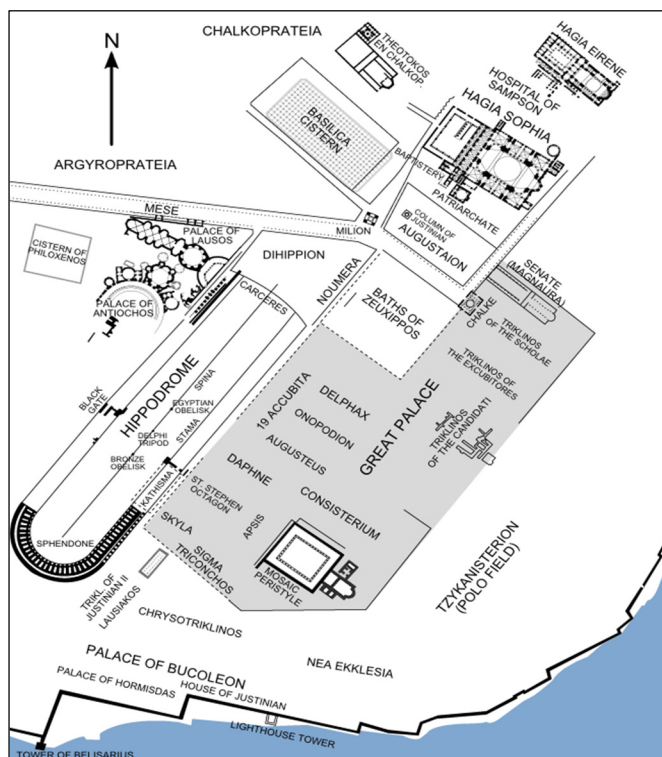 CHALKOPRATEIA
N
THEOTOKOS
EN CHALKOP.
HAGIA EIRENE
HOSPITAL OF
SAMPSON
HAGIA SOPHIA
BASILICA
CISTERN
BAPTISTERY
ARGYROPRATEIA
PATRIARCHATE
MESE
COLUMN OF
JUSTINIAN
AUGUSTAION
MILION
PALACE OF
LAUSOS
CISTERN OF
PHILOXENOS
DIHIPPION
SENATE
(MAGNAURA)
NOUMERA
CHALKE
PALACE OF
ANTIOCHOS
CARCERES
BATHS OF
ZEUXIPPOS
TRIKLINOS
OF THE SCHOLAE
TRIKLINOS OF
THE EXCUBITORES
BLACK
GATE
HIPPODROME
SPINA
EGYPTIAN
OBELISK
STAMA
DELPHI
TRIPOD
BRONZE
OBELISK
KATHISMA
SPHENDONE
19 ACCUBITA
DELPHAX
ONOPODION
GREAT PALACE
TRIKLINOS
OF THE CANDIDATI
AUGUSTEUS
DAPHNE
ST. STEPHEN
OCTAGON
CONSISTERIUM
APSIS
SKYLA
SIGMA
TRICONCHOS
MOSAIC
PERISTYLE
TZYKANISTERION
(POLO FIELD)
TRIKL. OF
JUSTINIAN II
LAUSIAKOS
CHRYSOTRIKLINOS
NEA EKKLESIA
PALACE OF BUCOLEON
PALACE OF HORMISDAS
HOUSE OF JUSTINIAN
LIGHTHOUSE TOWER
TOWER OF BELISARIUS